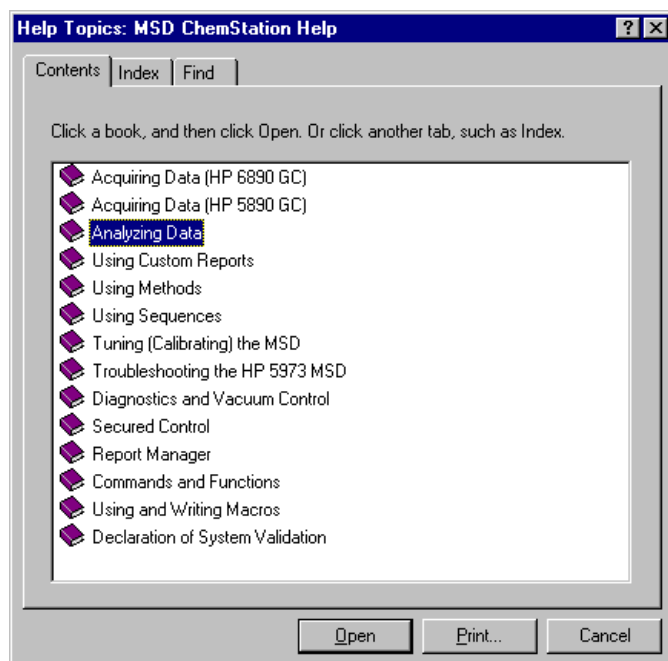 Help Topics: MSD ChemStation Help
Contents Index Find
Click a book, and then click Open. Or click another tab, such as Index.
Acquiring Data (HP 6890 GC)
Acquiring Data (HP 5890 GC)
Analyzing Data
Using Custom Reports
Using Methods
Using Sequences
Tuning (Calibrating) the MSD
Troubleshooting the HP 5973 MSD
Diagnostics and Vacuum Control
Secured Control
Report Manager
Commands and Functions
Using and Writing Macros
Declaration of System Validation
Open Print... Cancel